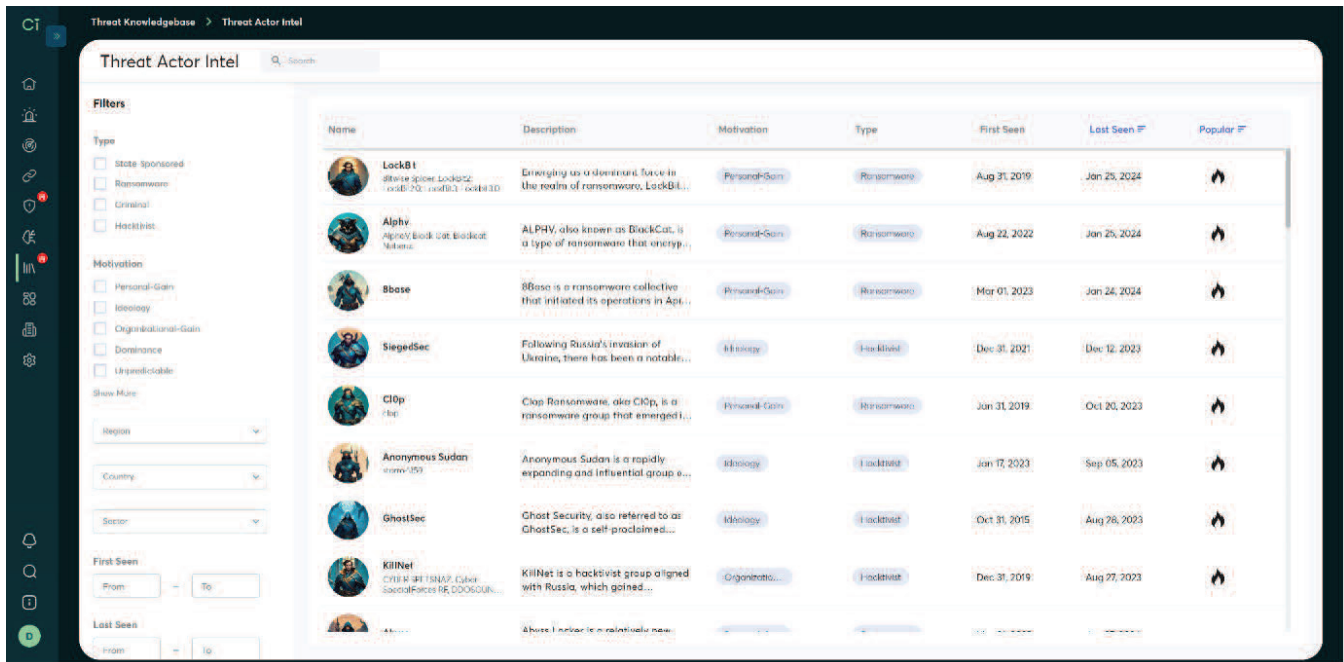 Ci
Threat Knowledgebase > Threat Actor Intel
Threat Actor Intel
Search
Filters
Type
State Sponsored
Ransomware
Criminal
Hacktivist
Motivation
Personal-Gain
Ideology
Organizational-Gain
Dominance
Unpredictable
Show More
Region
Country
Sector
First Seen
From – To
Last Seen
From – To
D
Name Description Motivation Type First Seen Last Seen Popular
LockBit
Emerging as a dominant force in
the realm of ransomware, LockBit...
Personal-Gain Ransomware Aug 31, 2019 Jan 25, 2024
Alphv
ALPHV, also known as BlackCat, is
a type of ransomware that encryp...
Personal-Gain Ransomware Aug 22, 2022 Jan 25, 2024
8base
8Base is a ransomware collective
that initiated its operations in Apr...
Personal-Gain Ransomware Mar 01, 2023 Jan 24, 2024
SiegedSec
Following Russia's invasion of
Ukraine, there has been a notable...
Ideology Hacktivist Dec 31, 2021 Dec 12, 2023
Cl0p
clop
Clop Ransomware, aka Cl0p, is a
ransomware group that emerged i...
Personal-Gain Ransomware Jan 31, 2019 Oct 20, 2023
Anonymous Sudan
Anonymous Sudan is a rapidly
expanding and influential group e...
Ideology Hacktivist Jan 17, 2023 Sep 05, 2023
GhostSec
Ghost Security, also referred to as
GhostSec, is a self-proclaimed...
Ideology Hacktivist Oct 31, 2015 Aug 28, 2023
KillNet
KillNet is a hacktivist group aligned
with Russia, which gained...
Organizatio... Hacktivist Dec 31, 2019 Aug 27, 2023
Abyss Locker is a relatively new